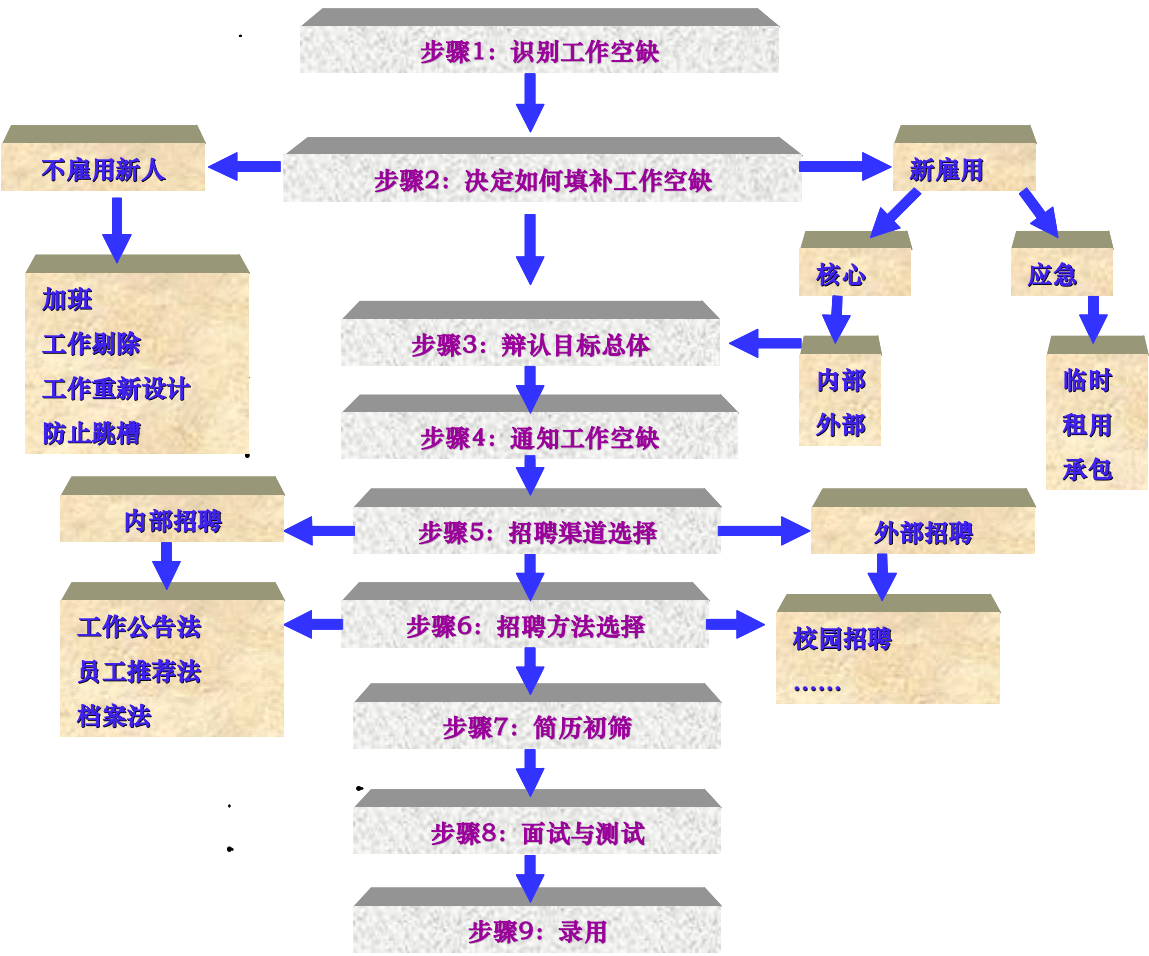 步骤1：识别工作空缺
不雇用新人
步骤2：决定如何填补工作空缺
新雇用
加班
工作剔除
工作重新设计
防止跳槽
核心
应急
步骤3：辩认目标总体
内部
外部
临时
租用
承包
步骤4：通知工作空缺
内部招聘
步骤5：招聘渠道选择
外部招聘
工作公告法
员工推荐法
档案法
步骤6：招聘方法选择
校园招聘
……
步骤7：简历初筛
步骤8：面试与测试
步骤9：录用